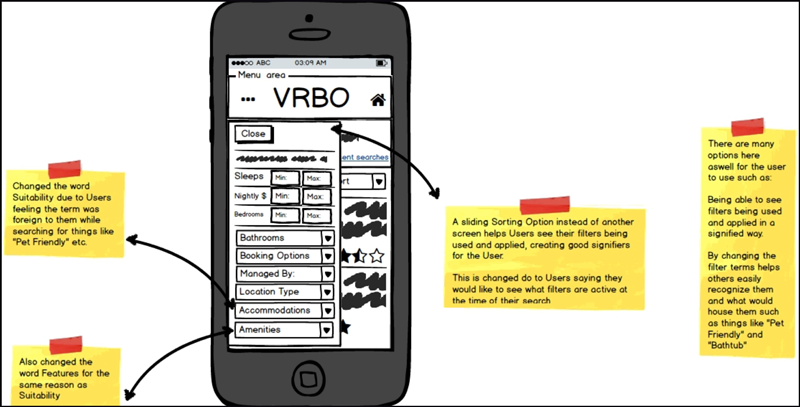 ABC 03:09 AM
Menu area
VRBO
Close
ent searches
Sleeps Min: Max:
rt
Nightly $ Min: Max:
Bedrooms Min: Max:
Bathrooms
Booking Options
Managed By:
Location Type
Accommodations
Amenities
Changed the word
Suitability due to Users
feeling the term was
foreign to them while
searching for things like
"Pet Friendly" etc.
Also changed the
word Features for the
same reason as
Suitability
A sliding Sorting Option instead of another
screen helps Users see their filters being
used and applied, creating good signifiers
for the User.
This is changed do to Users saying they
would like to see what filters are active at
the time of their search
There are many
options here
aswell for the user
to use such as:
Being able to see
filters being used
and applied in a
signified way.
By changing the
filter terms helps
others easily
recognize them
and what would
house them such
as things like "Pet
Friendly" and
"Bathtub"